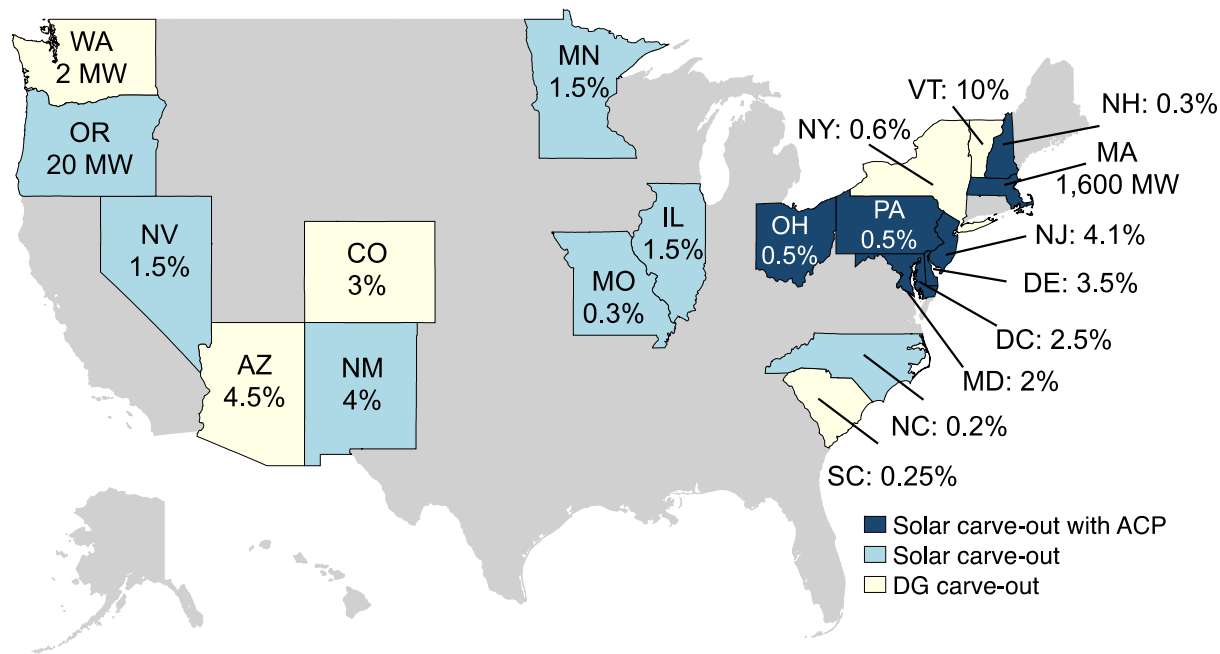 WA
2 MW
OR
20 MW
NV
1.5%
AZ
4.5%
CO
3%
NM
4%
MN
1.5%
IL
1.5%
MO
0.3%
OH
0.5%
PA
0.5%
NY: 0.6%
VT: 10%
NH: 0.3%
MA
1,600 MW
NJ: 4.1%
DE: 3.5%
DC: 2.5%
MD: 2%
NC: 0.2%
SC: 0.25%
Solar carve-out with ACP
Solar carve-out
DG carve-out